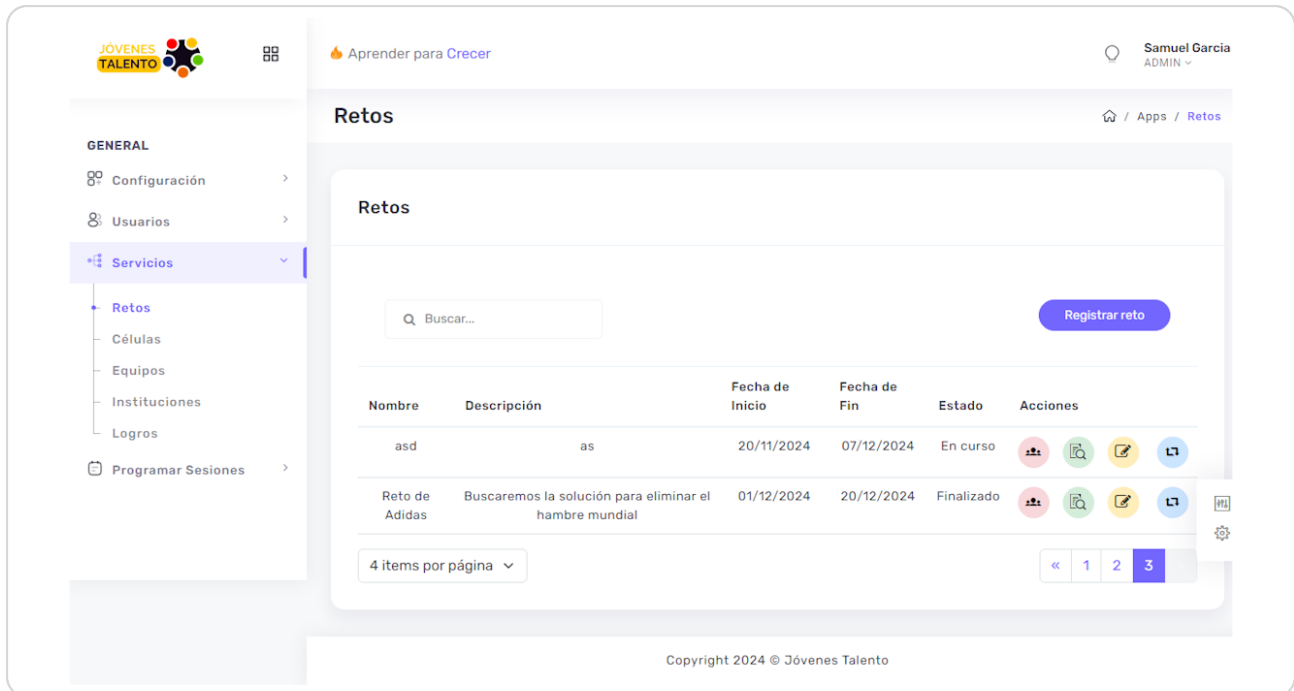 JÓVENES
TALENTO
Aprender para Crecer
Samuel Garcia
ADMIN
Retos
/ Apps / Retos
GENERAL
Configuración
Usuarios
Servicios
Retos
Células
Equipos
Instituciones
Logros
Programar Sesiones
Retos
Buscar...
Registrar reto
Nombre Descripción Fecha de Inicio Fecha de Fin Estado Acciones
asd as 20/11/2024 07/12/2024 En curso
Reto de Buscaremos la solución para eliminar el 01/12/2024 20/12/2024 Finalizado
Adidas hambre mundial
4 items por página
« 1 2 3
Copyright 2024 © Jóvenes Talento